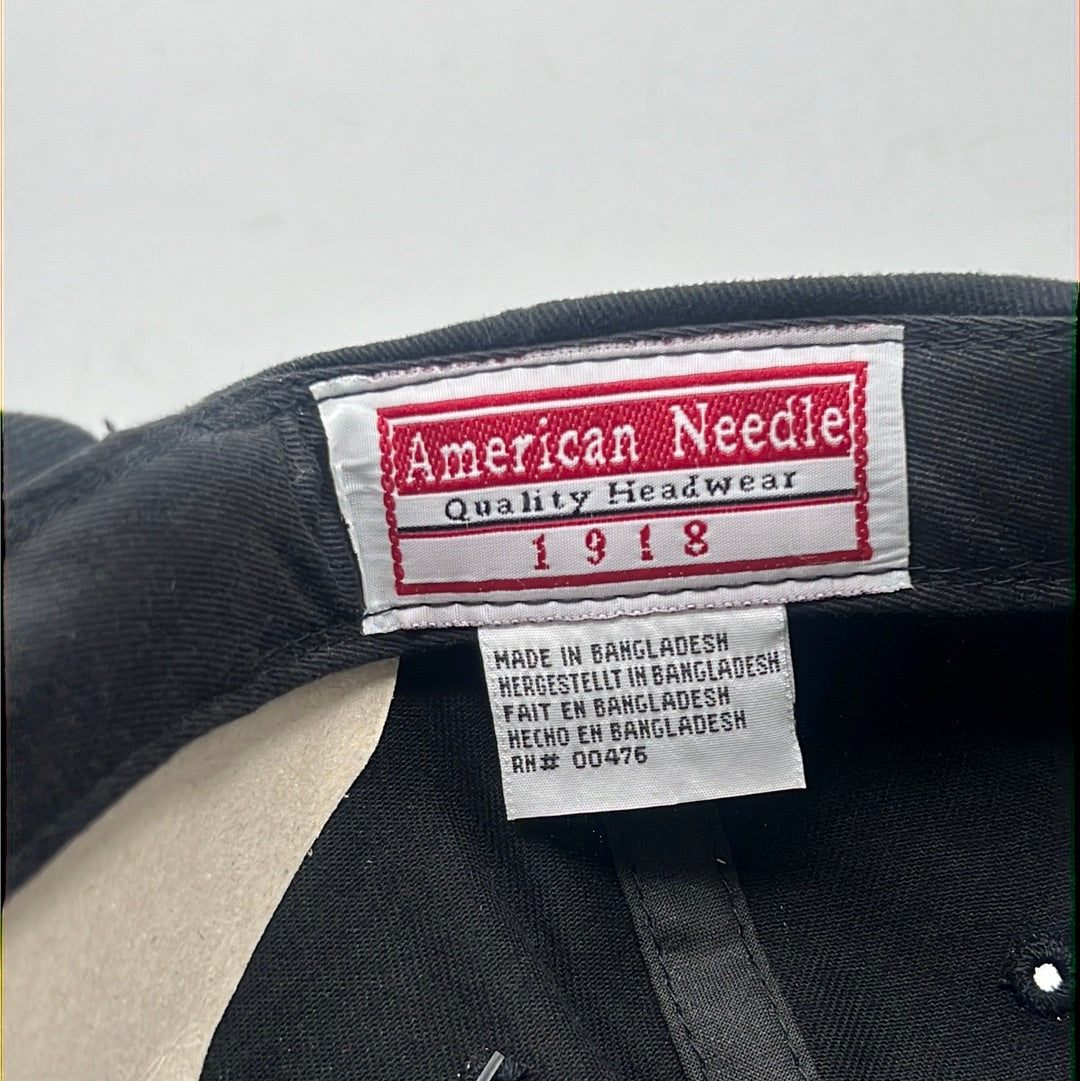 American Needle
Quality Headwear
1918
MADE IN BANGLADESH
HERGESTELLT IN BANGLADESH
FAIT EN BANGLADESH
HECHO EN BANGLADESH
RN# 00476